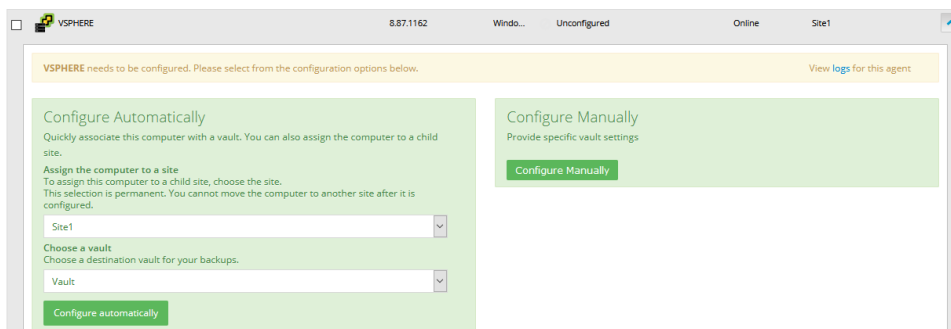 VSPHERE 8.87.1162 Windo... Unconfigured Online Site1
VSPHERE needs to be configured. Please select from the configuration options below. View logs for this agent
Configure Automatically
Quickly associate this computer with a vault. You can also assign the computer to a child
site.
Assign the computer to a site
To assign this computer to a child site, choose the site.
This selection is permanent. You cannot move the computer to another site after it is
configured.
Site1
Choose a vault
Choose a destination vault for your backups.
Vault
Configure automatically
Configure Manually
Provide specific vault settings
Configure Manually